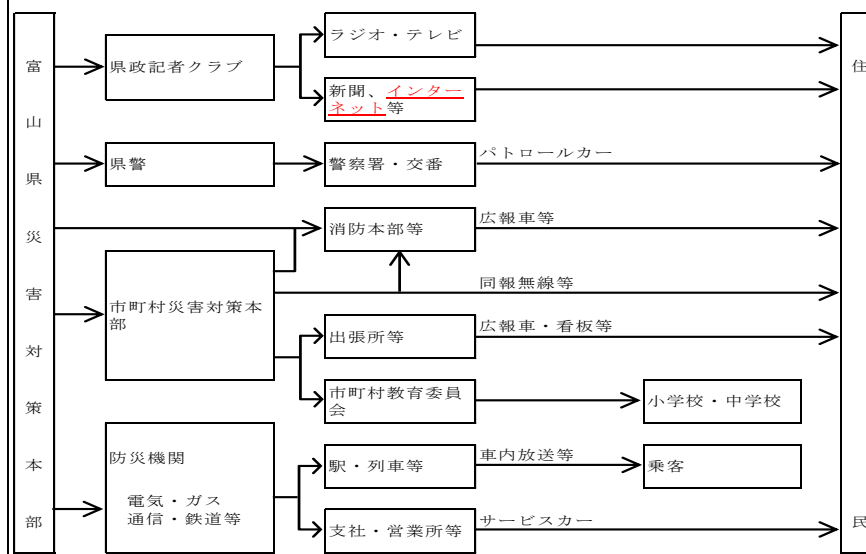 富山県災害対策本部
県政記者クラブ
ラジオ・テレビ
新聞、インター
ネット等
県警
警察署・交番
パトロールカー
消防本部等
広報車等
市町村災害対策本
部
同報無線等
出張所等
広報車・看板等
市町村教育委員
会
小学校・中学校
防災機関
電気・ガス
通信・鉄道等
駅・列車等
車内放送等
乗客
支社・営業所等
サービスカー
住民